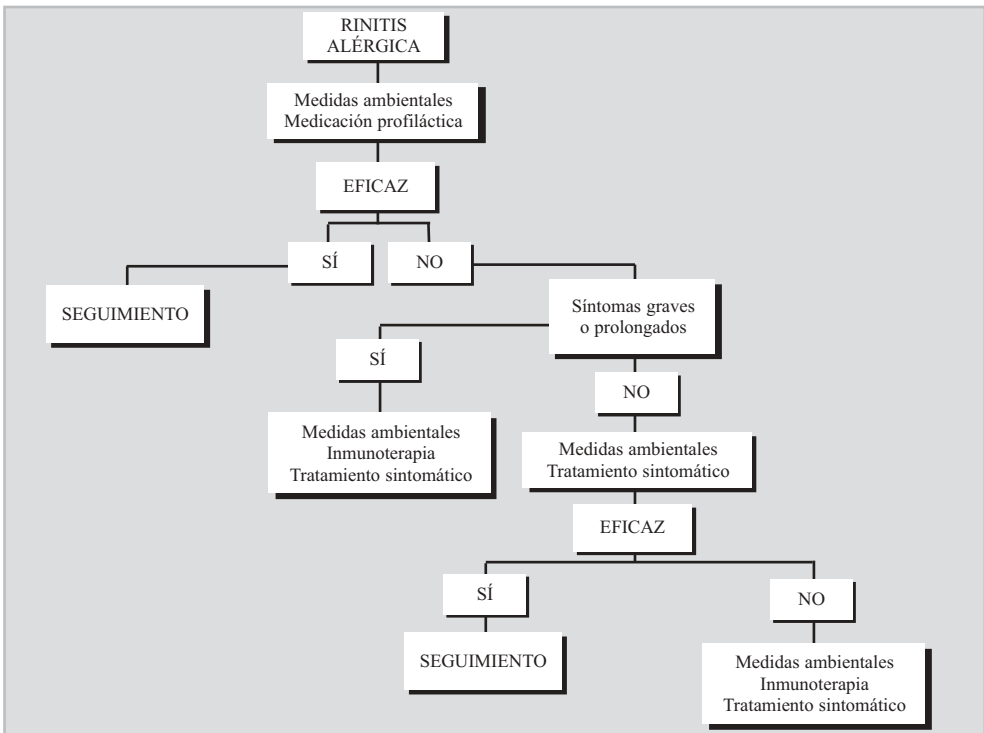 RINITIS
ALÉRGICA
Medidas ambientales
Medicación profiláctica
EFICAZ
SÍ
NO
SEGUIMIENTO
Síntomas graves
o prolongados
SÍ
NO
Medidas ambientales
Inmunoterapia
Tratamiento sintomático
Medidas ambientales
Tratamiento sintomático
EFICAZ
SÍ
NO
SEGUIMIENTO
Medidas ambientales
Inmunoterapia
Tratamiento sintomático